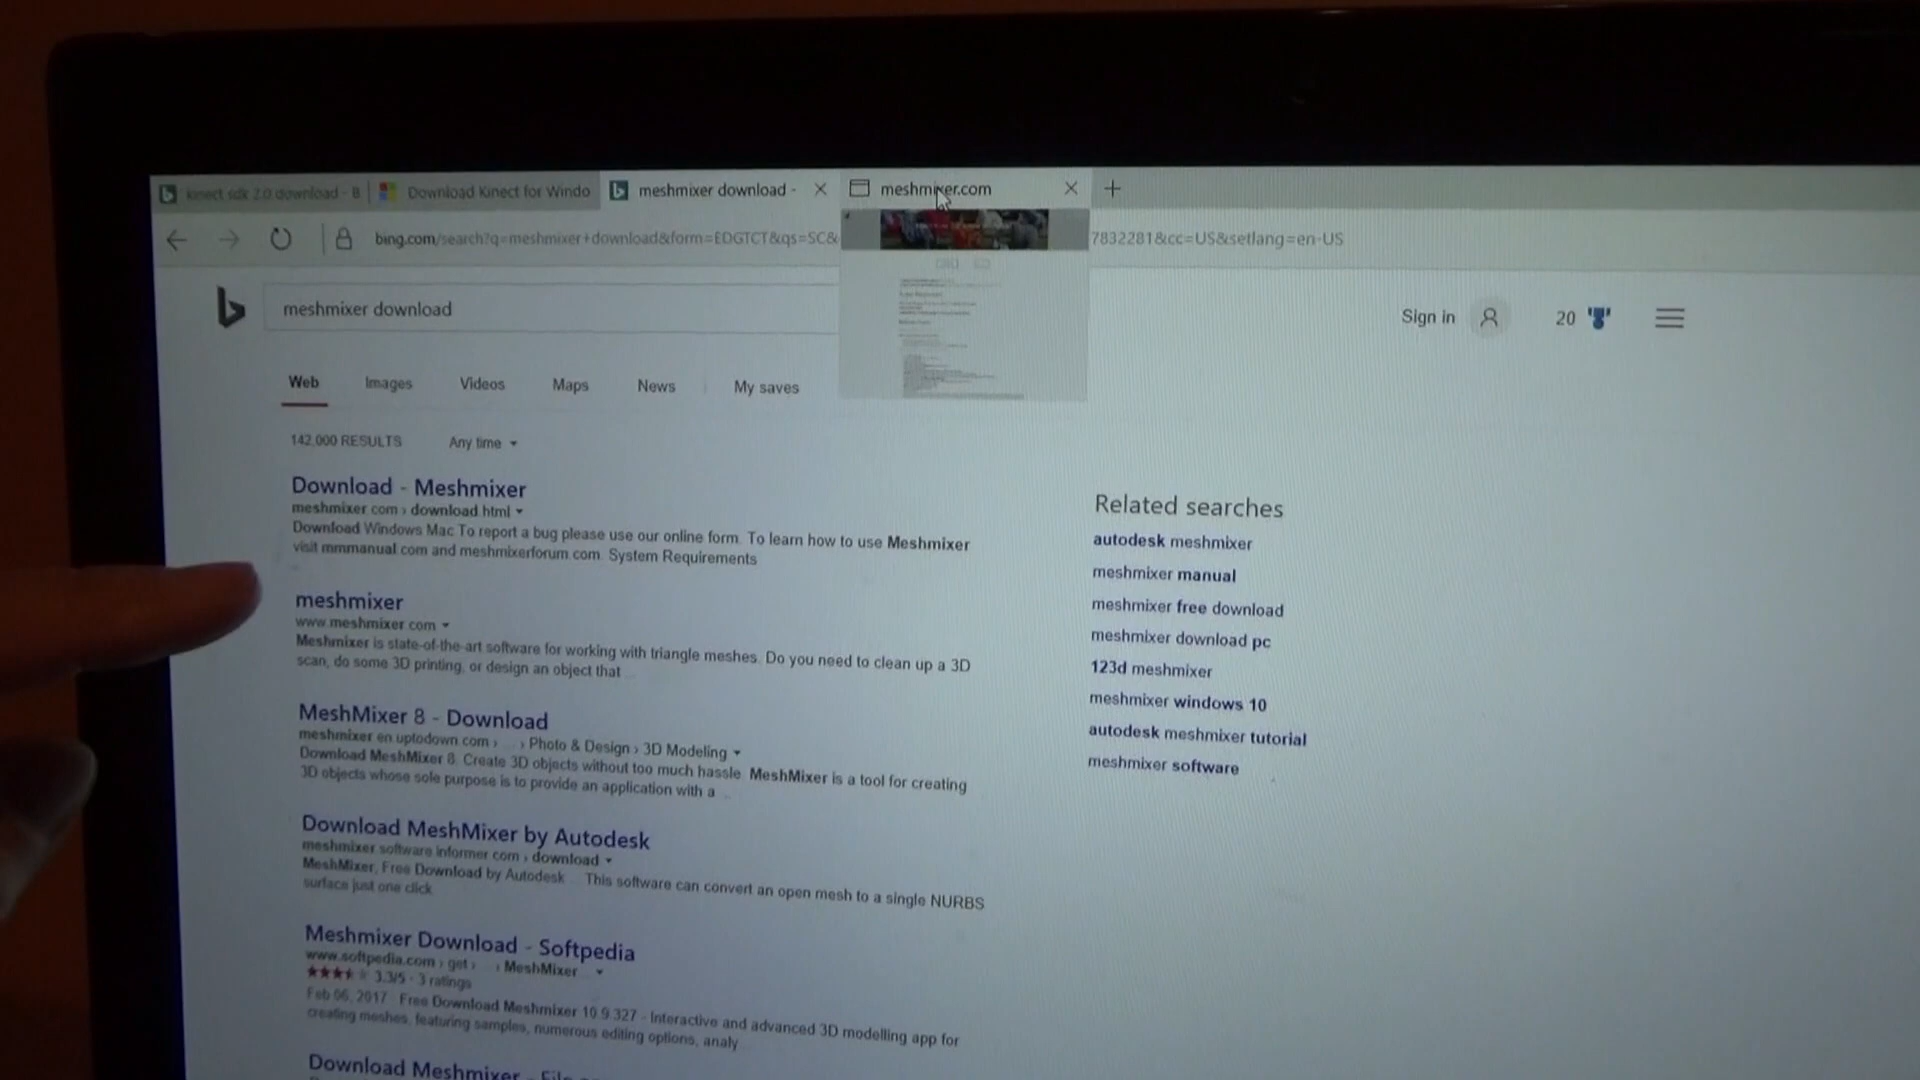 kinect sdk 2.0 download - B
Download Kinect for Windo
meshmixer download -
meshmixer.com
bing.com/search?q=meshmixer+download&form=EDGTCT&qs=SC&
7832281&cc=US&setlang=en-US
meshmixer download
Sign in
20
Web
Images
Videos
Maps
News
My saves
142,000 RESULTS
Any time
Download - Meshmixer
meshmixer.com › download.html
Download Windows Mac To report a bug please use our online form. To learn how to use Meshmixer
visit mmmanual.com and meshmixerforum.com. System Requirements
meshmixer
www.meshmixer.com
Meshmixer is state-of-the-art software for working with triangle meshes. Do you need to clean up a 3D
scan, do some 3D printing, or design an object that
MeshMixer 8 - Download
meshmixer.en.uptodown.com › ... › Photo & Design › 3D Modeling
Download MeshMixer 8. Create 3D objects without too much hassle. MeshMixer is a tool for creating
3D objects whose sole purpose is to provide an application with a ...
Download MeshMixer by Autodesk
meshmixer.software.informer.com › download
MeshMixer, Free Download by Autodesk ... This software can convert an open mesh to a single NURBS
surface just one click
Meshmixer Download - Softpedia
www.softpedia.com › get › ... › MeshMixer
3.3/5 · 3 ratings
Feb 06, 2017 · Free Download Meshmixer 10.9.327 - Interactive and advanced 3D modelling app for
creating meshes, featuring samples, numerous editing options, analy
Download Meshmixer -
Related searches
autodesk meshmixer
meshmixer manual
meshmixer free download
meshmixer download pc
123d meshmixer
meshmixer windows 10
autodesk meshmixer tutorial
meshmixer software